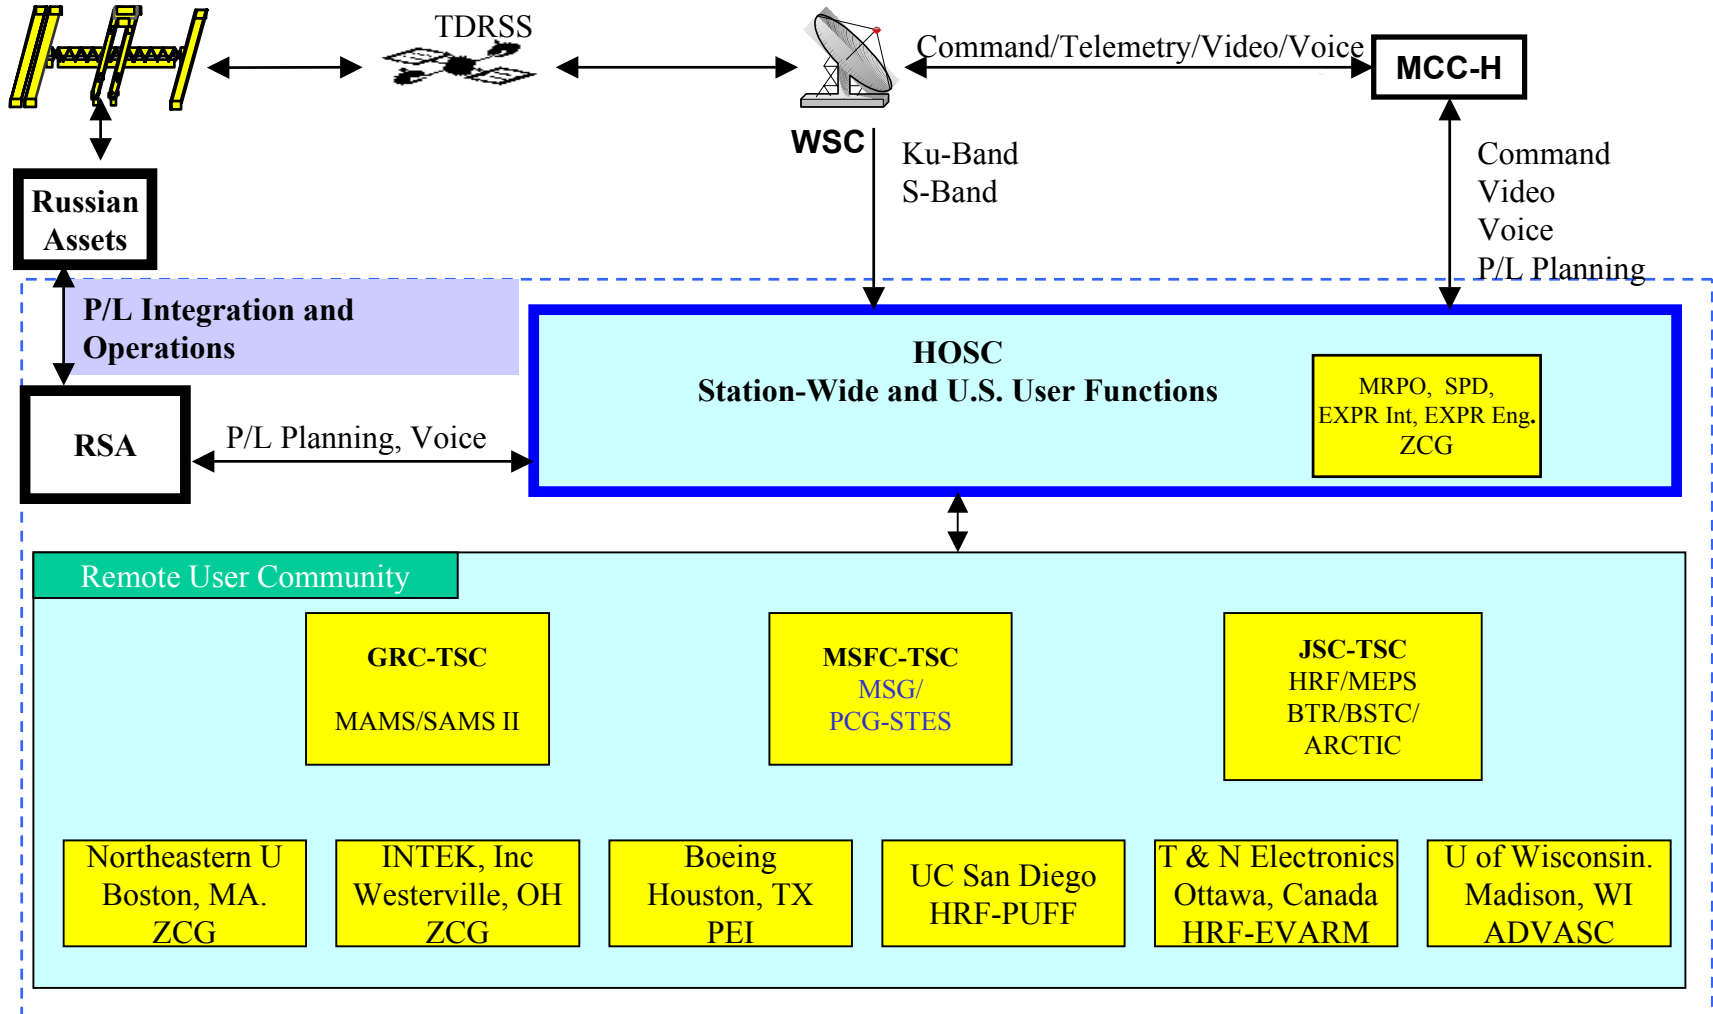 TDRSS
Command/Telemetry/Video/Voice
MCC-H
WSC
Ku-Band
S-Band
Command
Video
Voice
P/L Planning
Russian
Assets
P/L Integration and
Operations
HOSC
Station-Wide and U.S. User Functions
MRPO, SPD,
EXPR Int, EXPR Eng.
ZCG
RSA
P/L Planning, Voice
Remote User Community
GRC-TSC
MAMS/SAMS II
MSFC-TSC
MSG/
PCG-STES
JSC-TSC
HRF/MEPS
BTR/BSTC/
ARCTIC
Northeastern U
Boston, MA.
ZCG
INTEK, Inc
Westerville, OH
ZCG
Boeing
Houston, TX
PEI
UC San Diego
HRF-PUFF
T & N Electronics
Ottawa, Canada
HRF-EVARM
U of Wisconsin.
Madison, WI
ADVASC